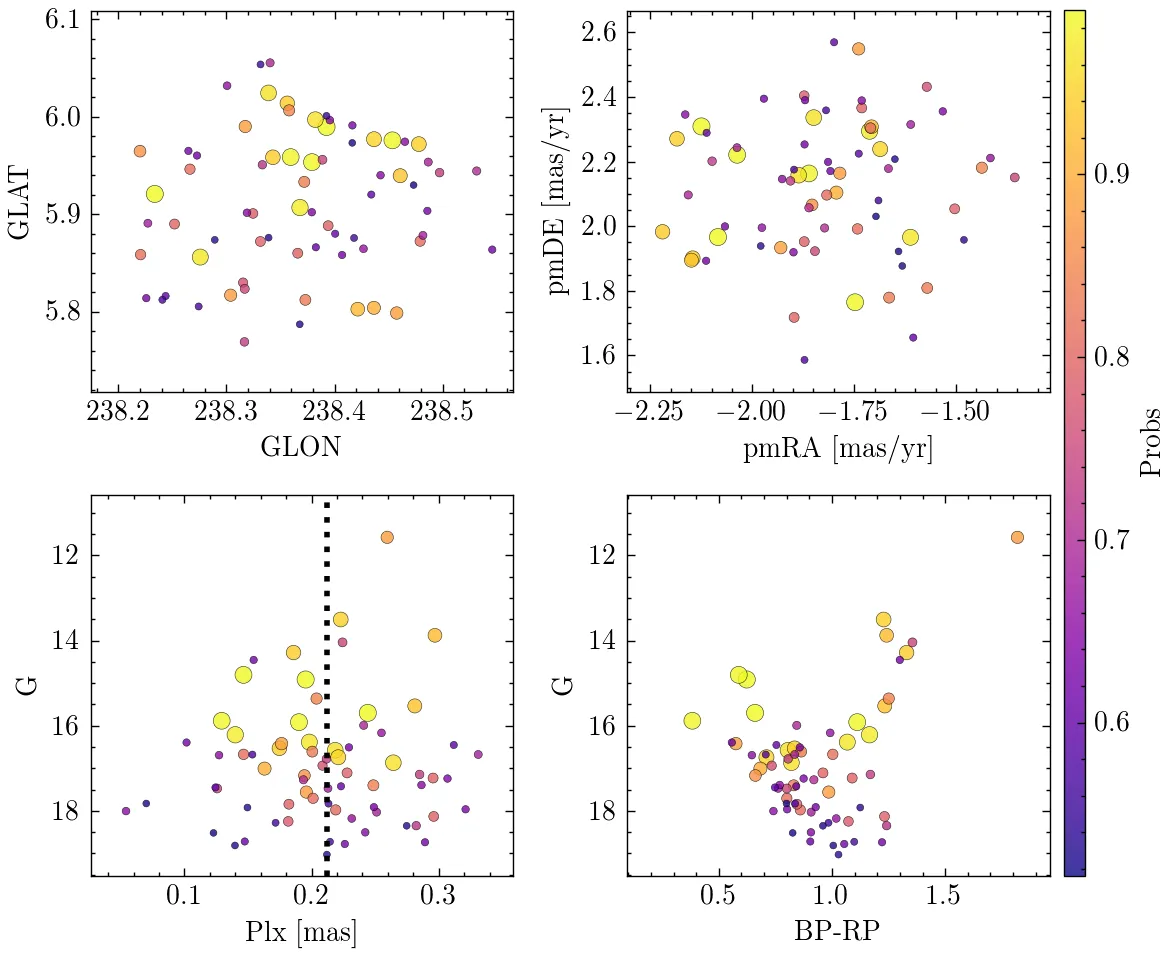 6.1
6.0
5.9
5.8
GLAT
238.2 238.3 238.4 238.5
GLON
2.6
2.4
2.2
2.0
1.8
1.6
pmDE [mas/yr]
−2.25 −2.00 −1.75 −1.50
pmRA [mas/yr]
12
14
16
18
G
0.1 0.2 0.3
Plx [mas]
12
14
16
18
G
0.5 1.0 1.5
BP-RP
0.9
0.8
0.7
0.6
Probs